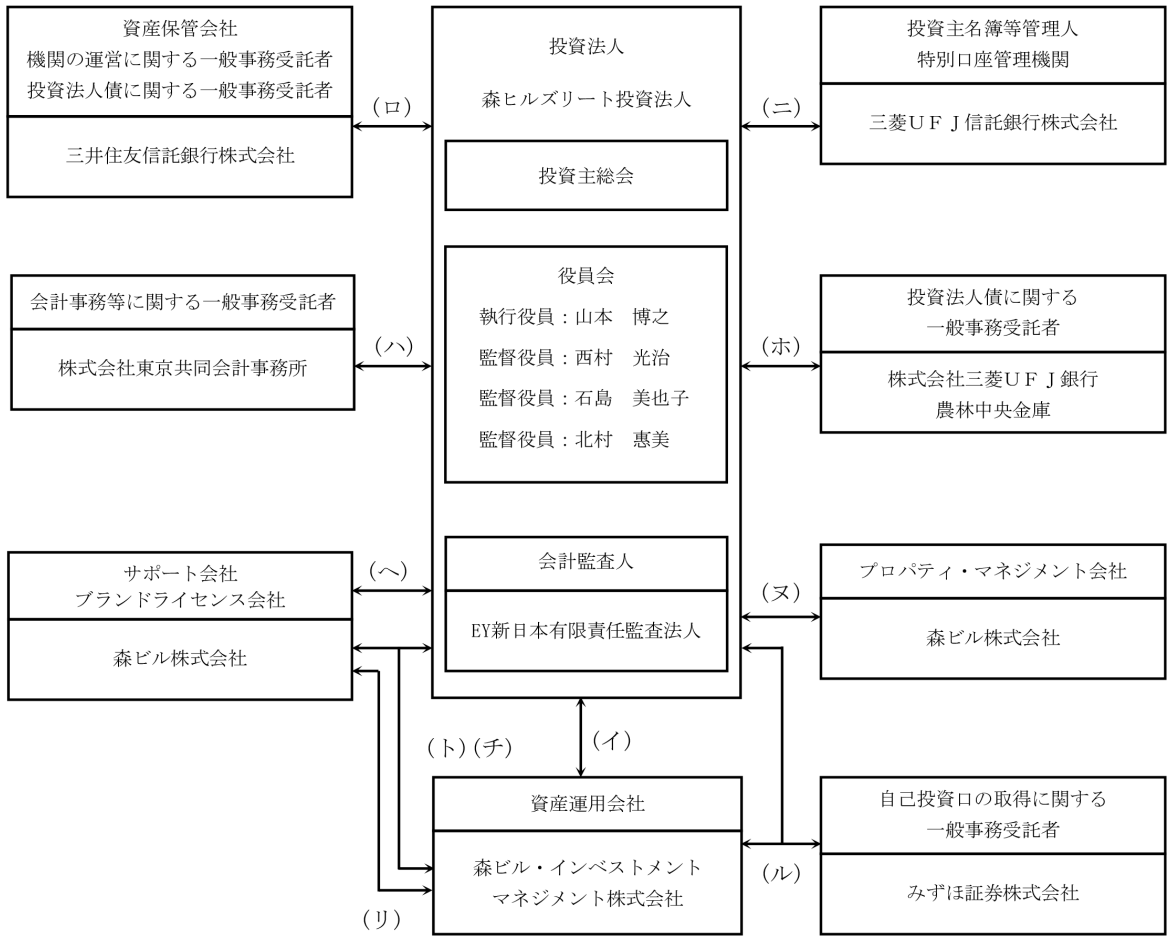 資産保管会社
機関の運営に関する一般事務受託者
投資法人債に関する一般事務受託者
三井住友信託銀行株式会社
(ロ)
投資法人
森ヒルズリート投資法人
投資主総会
(ニ)
投資主名簿等管理人
特別口座管理機関
三菱UFJ信託銀行株式会社
会計事務等に関する一般事務受託者
株式会社東京共同会計事務所
(ハ)
役員会
執行役員:山本 博之
監督役員:西村 光治
監督役員:石島 美也子
監督役員:北村 惠美
(ホ)
投資法人債に関する
一般事務受託者
株式会社三菱UFJ銀行
農林中央金庫
サポート会社
ブランドライセンス会社
森ビル株式会社
(ヘ)
会計監査人
EY新日本有限責任監査法人
(ヌ)
プロパティ・マネジメント会社
森ビル株式会社
(ト)(チ)
(イ)
資産運用会社
森ビル・インベストメント
マネジメント株式会社
(リ)
(ル)
自己投資口の取得に関する
一般事務受託者
みずほ証券株式会社